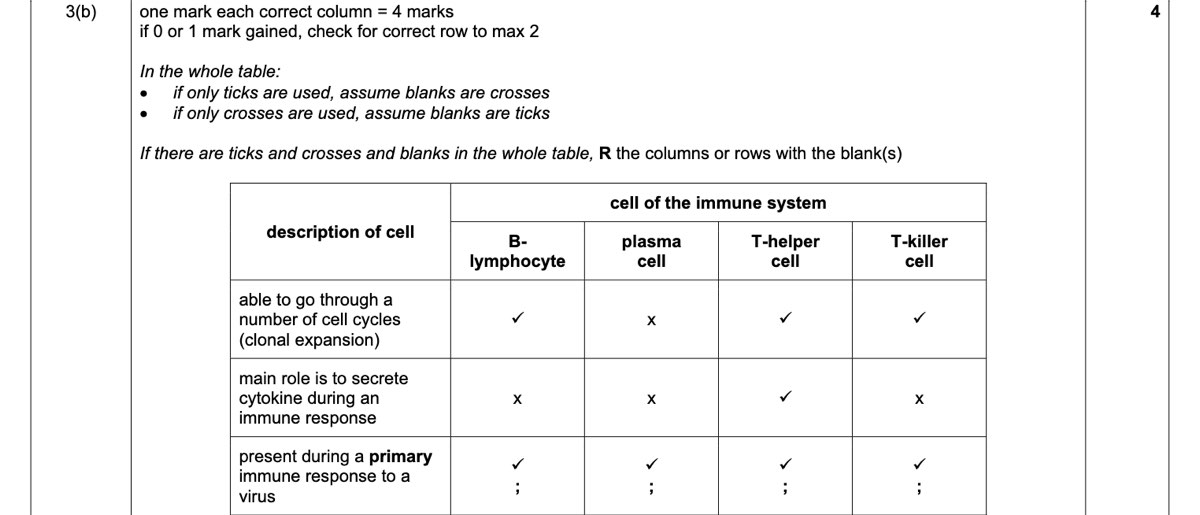 3(b)
one mark each correct column = 4 marks
4
if 0 or 1 mark gained, check for correct row to max 2
In the whole table:
• if only ticks are used, assume blanks are crosses
• if only crosses are used, assume blanks are ticks
If there are ticks and crosses and blanks in the whole table, R the columns or rows with the blank(s)
description of cell
cell of the immune system
B-
lymphocyte
plasma
cell
T-helper
cell
T-killer
cell
able to go through a
number of cell cycles
(clonal expansion)
✓ x ✓ ✓
main role is to secrete
cytokine during an
immune response
x x ✓ x
present during a primary
immune response to a
virus
✓ ✓ ✓ ✓
; ; ; ;